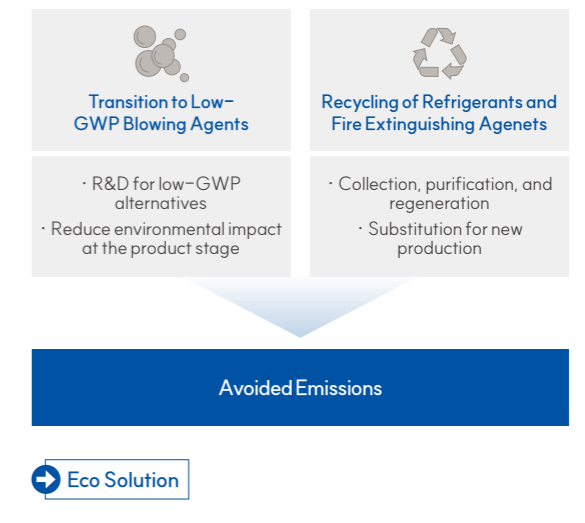 Transition to Low-
GWP Blowing Agents
Recycling of Refrigerants and
Fire Extinguishing Agenets
· R&D for low-GWP
alternatives
· Reduce environmental impact
at the product stage
· Collection, purification, and
regeneration
· Substitution for new
production
Avoided Emissions
Eco Solution